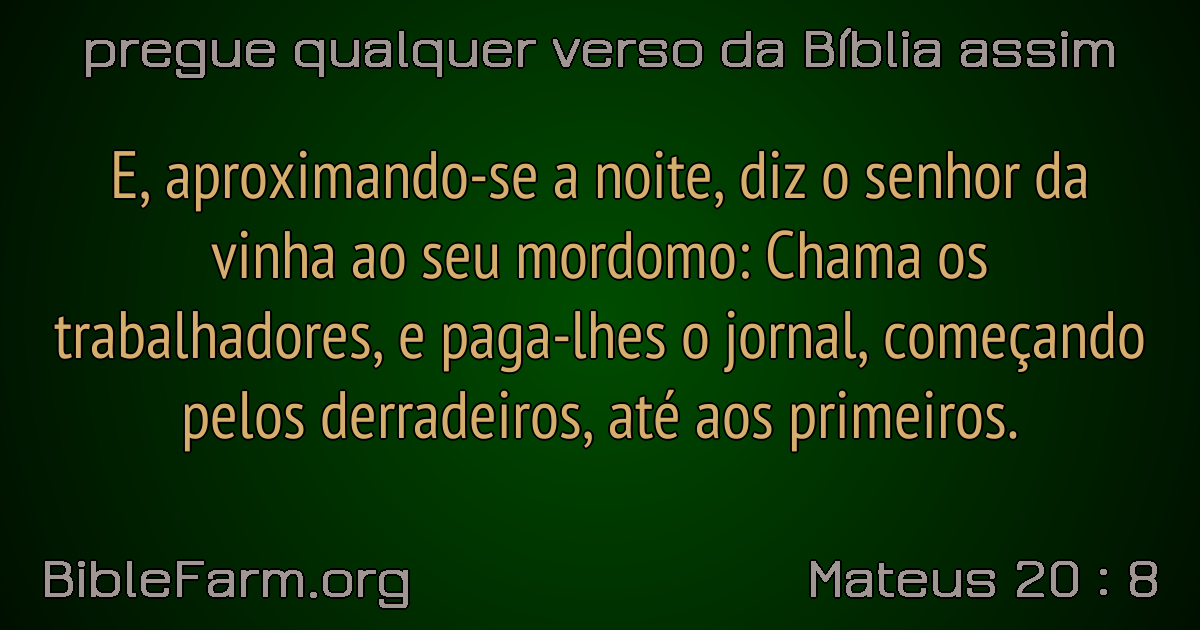 pregue qualquer verso da Bíblia assim
E, aproximando-se a noite, diz o senhor da
vinha ao seu mordomo: Chama os
trabalhadores, e paga-lhes o jornal, começando
pelos derradeiros, até aos primeiros.
BibleFarm.org
Mateus 20 : 8